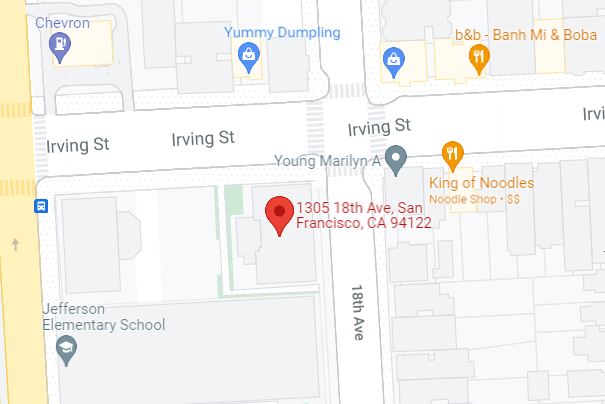 Chevron
Yummy Dumpling
b&b - Banh Mi & Boba
Irving St
Irving St
Irving St
Irvi
Young Marilyn A
King of Noodles
Noodle Shop • $$
1305 18th Ave, San
Francisco, CA 94122
18th Ave
Jefferson
Elementary School